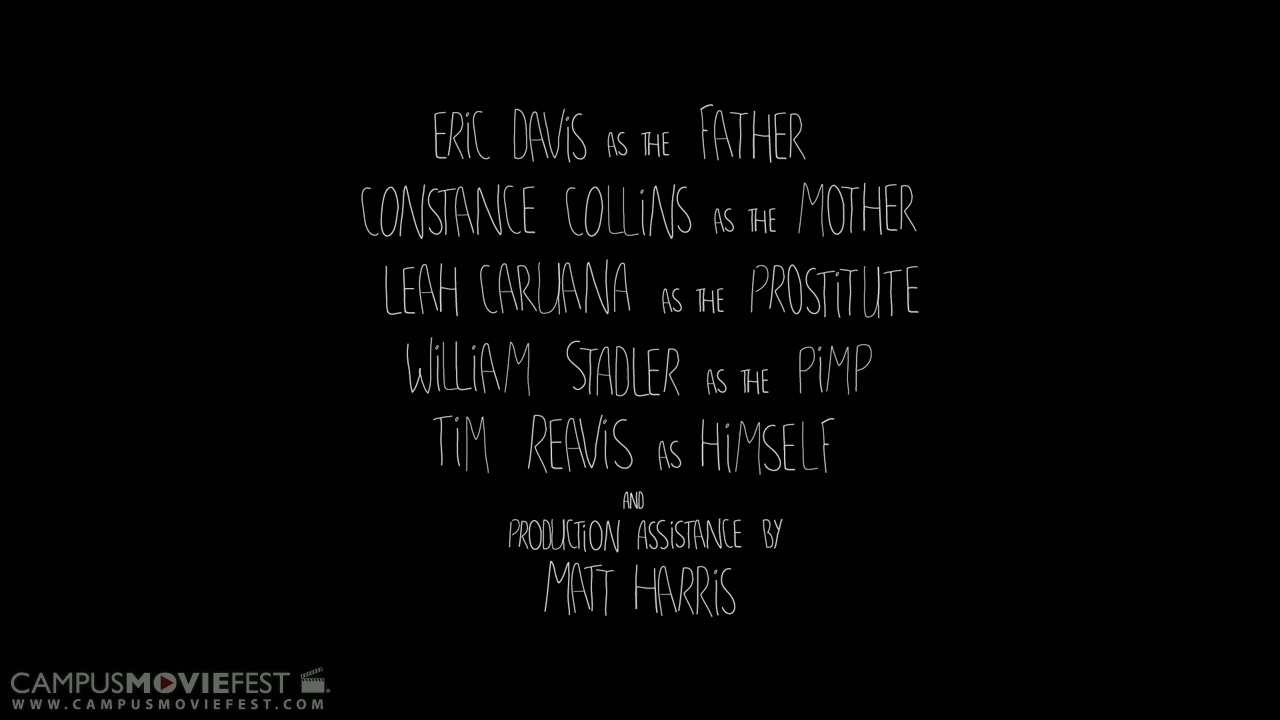 ERiC DAViS AS THE FATHER
CONSTANCE COLLiNS AS THE MOTHER
LEAH CARUANA AS THE PROSTiTUTE
WiLLiAM STADLER AS THE PiMP
TiM REAViS AS HiMSELF
AND
PRODUCTiON ASSiSTANCE BY
MATT HARRiS
CAMPUSMOVIEFEST
WWW.CAMPUSMOVIEFEST.COM